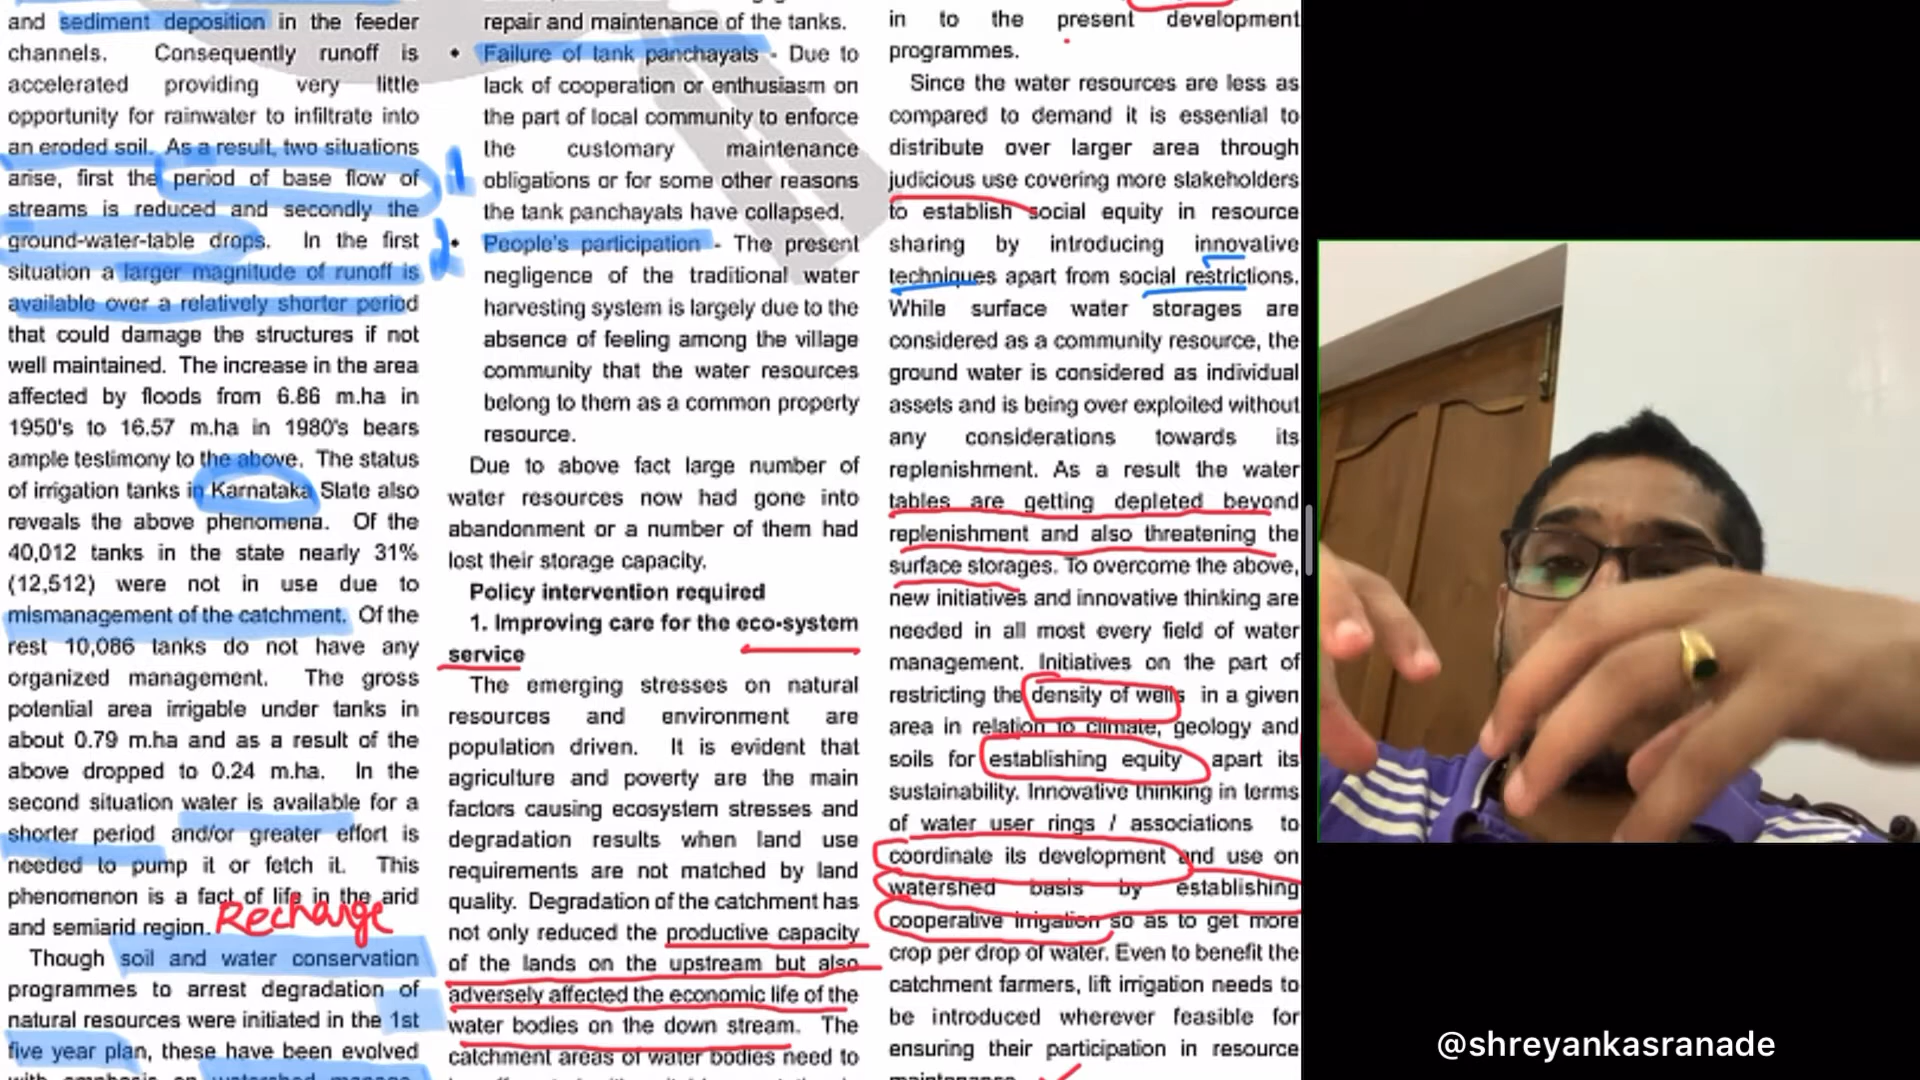 and sediment deposition in the feeder
channels. Consequently runoff is
accelerated providing very little
opportunity for rainwater to infiltrate into
an eroded soil. As a result, two situations
arise, first the period of base flow of
streams is reduced and secondly the
ground-water-table drops. In the first
situation a larger magnitude of runoff is
available over a relatively shorter period
that could damage the structures if not
well maintained. The increase in the area
affected by floods from 6.86 m.ha in
1950's to 16.57 m.ha in 1980's bears
ample testimony to the above. The status
of irrigation tanks in Karnataka State also
reveals the above phenomena. Of the
40,012 tanks in the state nearly 31%
(12,512) were not in use due to
mismanagement of the catchment. Of the
rest 10,086 tanks do not have any
organized management. The gross
potential area irrigable under tanks in
about 0.79 m.ha and as a result of the
above dropped to 0.24 m.ha. In the
second situation water is available for a
shorter period and/or greater effort is
needed to pump it or fetch it. This
phenomenon is a fact of life in the arid
and semiarid region. Recharge
Though soil and water conservation
programmes to arrest degradation of
natural resources were initiated in the 1st
five year plan, these have been evolved
1
2
repair and maintenance of the tanks.
• Failure of tank panchayats - Due to
lack of cooperation or enthusiasm on
the part of local community to enforce
the customary maintenance
obligations or for some other reasons
the tank panchayats have collapsed.
• People's participation - The present
negligence of the traditional water
harvesting system is largely due to the
absence of feeling among the village
community that the water resources
belong to them as a common property
resource.
Due to above fact large number of
water resources now had gone into
abandonment or a number of them had
lost their storage capacity.
Policy intervention required
1. Improving care for the eco-system
service
The emerging stresses on natural
resources and environment are
population driven. It is evident that
agriculture and poverty are the main
factors causing ecosystem stresses and
degradation results when land use
requirements are not matched by land
quality. Degradation of the catchment has
not only reduced the productive capacity
of the lands on the upstream but also
adversely affected the economic life of the
water bodies on the down stream. The
catchment areas of water bodies need to
in to the present development
programmes.
Since the water resources are less as
compared to demand it is essential to
distribute over larger area through
judicious use covering more stakeholders
to establish social equity in resource
sharing by introducing innovative
techniques apart from social restrictions.
While surface water storages are
considered as a community resource, the
ground water is considered as individual
assets and is being over exploited without
any considerations towards its
replenishment. As a result the water
tables are getting depleted beyond
replenishment and also threatening the
surface storages. To overcome the above,
new initiatives and innovative thinking are
needed in all most every field of water
management. Initiatives on the part of
restricting the density of wells in a given
area in relation to climate, geology and
soils for establishing equity apart its
sustainability. Innovative thinking in terms
of water user rings / associations to
coordinate its development and use on
watershed basis by establishing
cooperative irrigation so as to get more
crop per drop of water. Even to benefit the
catchment farmers, lift irrigation needs to
be introduced wherever feasible for
ensuring their participation in resource
@shreyankasranade